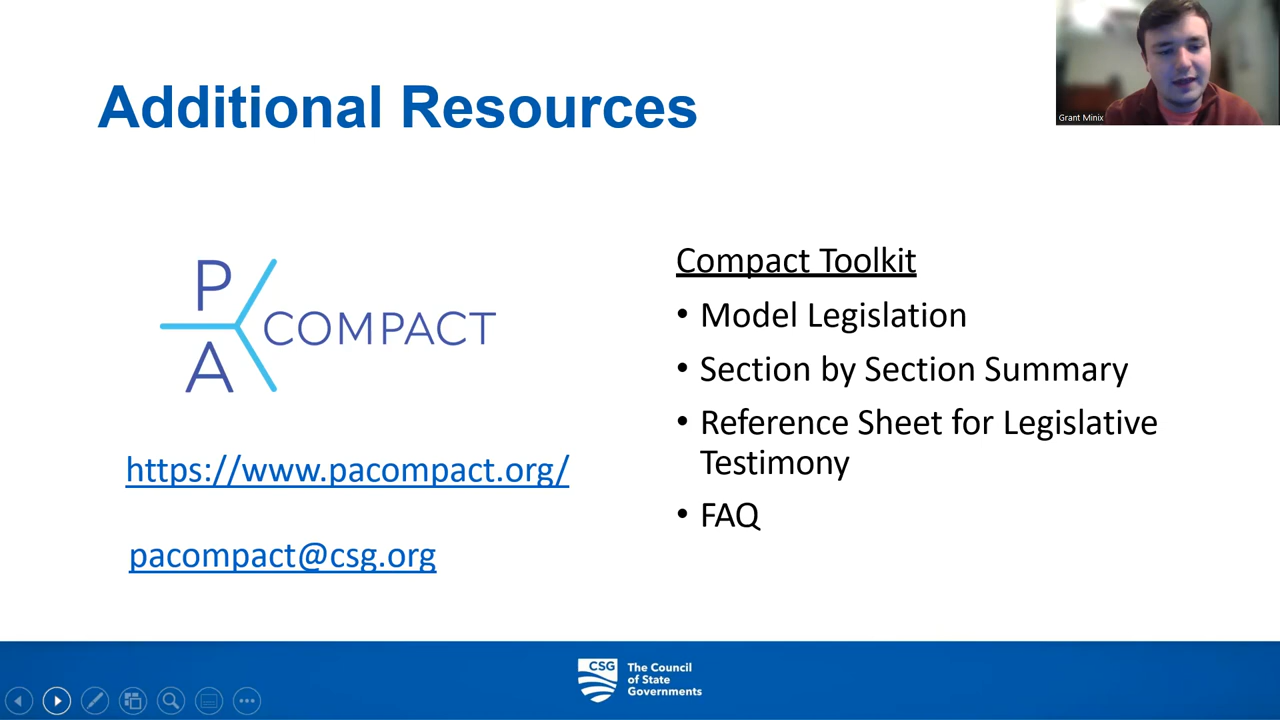 Additional Resources
Grant Minix
P
A
COMPACT
https://www.pacompact.org/
pacompact@csg.org
Compact Toolkit
• Model Legislation
• Section by Section Summary
• Reference Sheet for Legislative
Testimony
• FAQ
CSG
The Council
of State
Governments